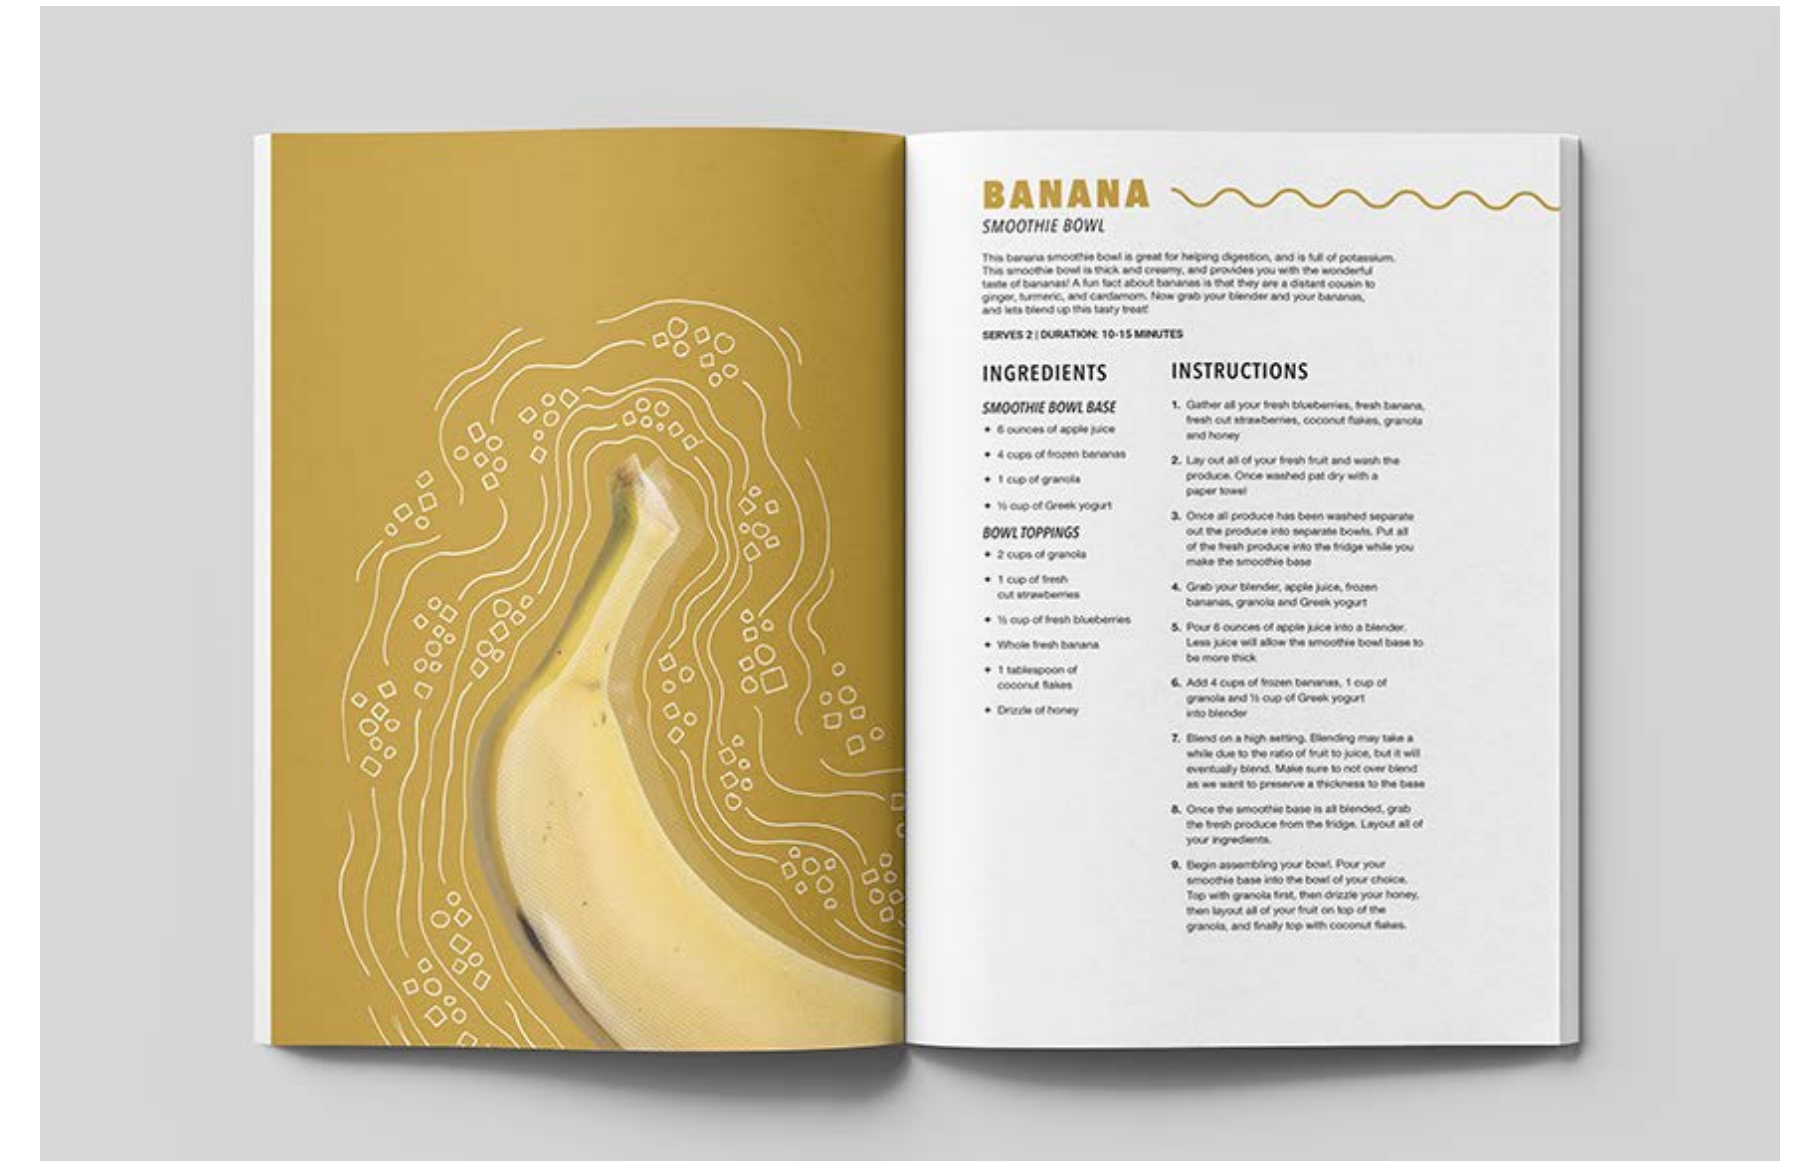 BANANA
SMOOTHIE BOWL
This banana smoothie bowl is great for helping digestion, and is full of potassium.
This smoothie bowl is thick and creamy, and provides you with the wonderful
taste of bananas! A fun fact about bananas is that they are a distant cousin to
ginger, turmeric, and cardamom. Now grab your blender and your bananas,
and lets blend up this tasty treat!
SERVES 2 | DURATION: 10-15 MINUTES
INGREDIENTS
SMOOTHIE BOWL BASE
+ 6 ounces of apple juice
+ 4 cups of frozen bananas
+ 1 cup of granola
+ ½ cup of Greek yogurt
BOWL TOPPINGS
+ 2 cups of granola
+ 1 cup of fresh
cut strawberries
+ ½ cup of fresh blueberries
+ Whole fresh banana
+ 1 tablespoon of
coconut flakes
+ Drizzle of honey
INSTRUCTIONS
1. Gather all your fresh blueberries, fresh banana,
fresh cut strawberries, coconut flakes, granola
and honey
2. Lay out all of your fresh fruit and wash the
produce. Once washed pat dry with a
paper towel
3. Once all produce has been washed separate
out the produce into separate bowls. Put all
of the fresh produce into the fridge while you
make the smoothie base
4. Grab your blender, apple juice, frozen
bananas, granola and Greek yogurt
5. Pour 6 ounces of apple juice into a blender.
Less juice will allow the smoothie bowl base to
be more thick
6. Add 4 cups of frozen bananas, 1 cup of
granola and ½ cup of Greek yogurt
into blender
7. Blend on a high setting. Blending may take a
while due to the ratio of fruit to juice, but it will
eventually blend. Make sure to not over blend
as we want to preserve a thickness to the base
8. Once the smoothie base is all blended, grab
the fresh produce from the fridge. Layout all of
your ingredients.
9. Begin assembling your bowl. Pour your
smoothie base into the bowl of your choice.
Top with granola first, then drizzle your honey,
then layout all of your fruit on top of the
granola, and finally top with coconut flakes.